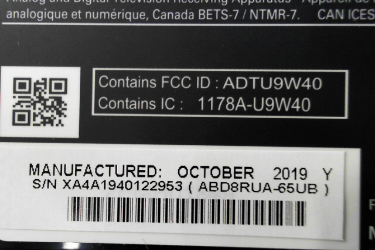 Analog and Digital Television Receiving Apparatus - Appareil de
analogique et numérique, Canada BETS-7 / NTMR-7. CAN ICES
Contains FCC ID : ADTU9W40
Contains IC : 1178A-U9W40
MANUFACTURED: OCTOBER 2019 Y
S/N XA4A1940122953 ( ABD8RUA-65UB )